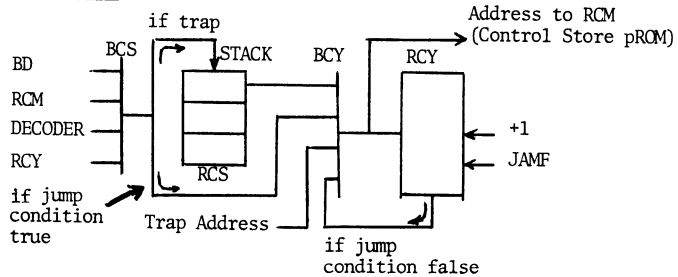 if trap
Address to RCM
(Control Store pROM)
BCS
STACK
BCY
RCY
BD
RCM
DECODER
RCY
+1
JAMF
RCS
if jump
condition
true
Trap Address
if jump
condition false